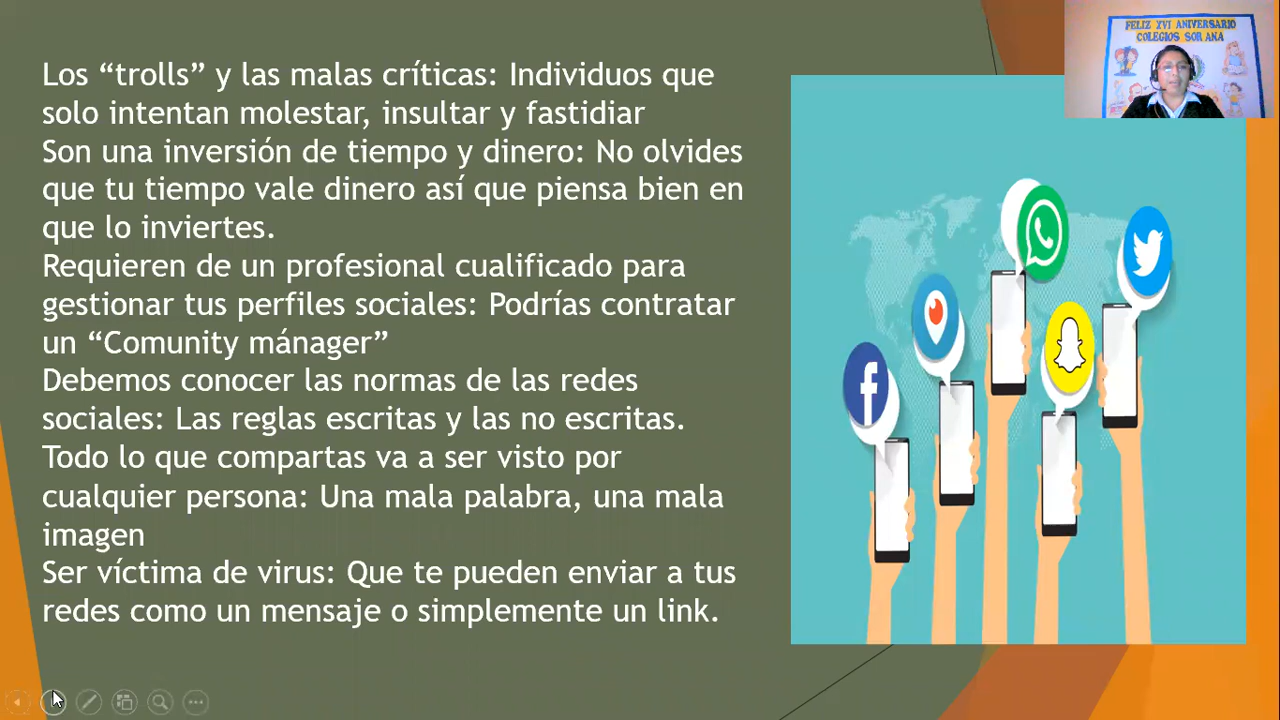 FELIZ XVI ANIVERSARIO
COLEGIOS SOR ANA
Los “trolls” y las malas críticas: Individuos que
solo intentan molestar, insultar y fastidiar
Son una inversión de tiempo y dinero: No olvides
que tu tiempo vale dinero así que piensa bien en
que lo inviertes.
Requieren de un profesional cualificado para
gestionar tus perfiles sociales: Podrías contratar
un “Comunity mánager”
Debemos conocer las normas de las redes
sociales: Las reglas escritas y las no escritas.
Todo lo que compartas va a ser visto por
cualquier persona: Una mala palabra, una mala
imagen
Ser víctima de virus: Que te pueden enviar a tus
redes como un mensaje o simplemente un link.